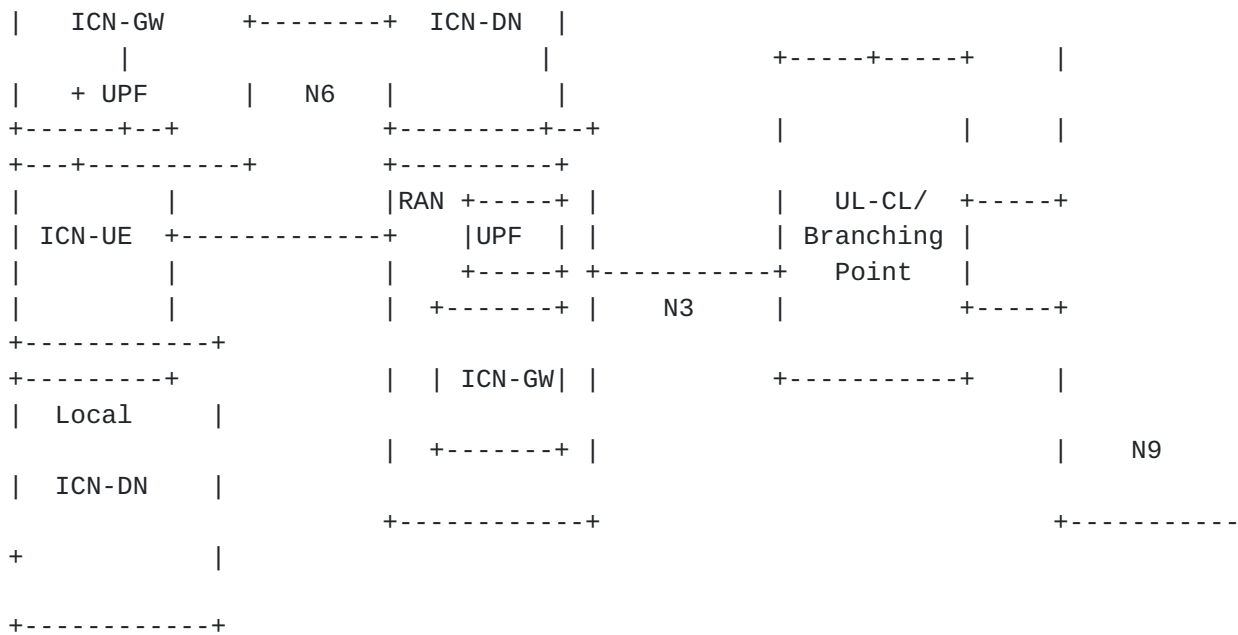 |   ICN-GW     +--------+  ICN-DN  |
       |                           |               +-----+-----+     |
|   + UPF      |   N6   |          |
+------+--+             +---------+--+           |           |     |
+---+----------+        +----------+
|         |             |RAN +-----+ |           |   UL-CL/  +-----+
| ICN-UE  +-------------+    |UPF  | |           | Branching |
|         |             |    +-----+ +-----------+   Point   |
|         |             |  +-------+ |    N3     |           +-----+
+------------+
+---------+             |  | ICN-GW| |           +-----------+     |
|  Local     |
                        |  +-------+ |                             |    N9
|  ICN-DN    |
                        +------------+                             +-----------
+            |
+------------+